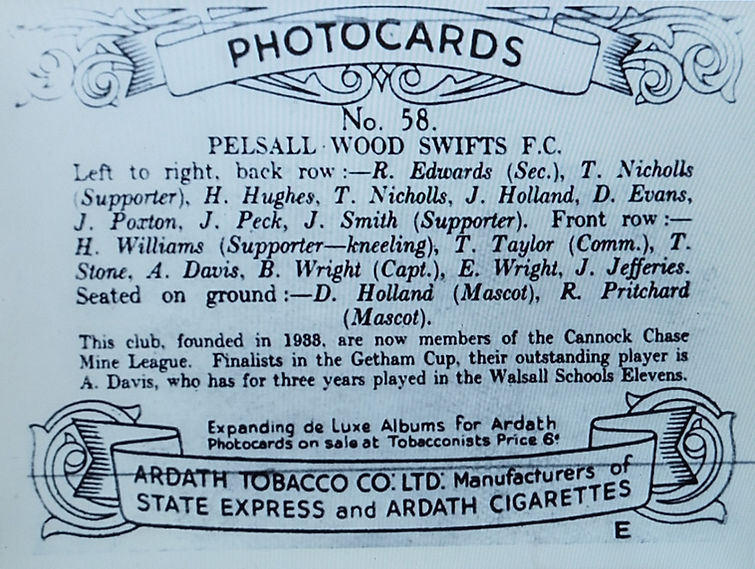 PHOTOCARDS
No. 58.
PELSALL WOOD SWIFTS F.C.
Left to right, back row :—R. Edwards (Sec.), T. Nicholls
(Supporter), H. Hughes, T. Nicholls, J. Holland, D. Evans,
J. Poxton, J. Peck, J. Smith (Supporter). Front row :—
H. Williams (Supporter—kneeling), T. Taylor (Comm.), T.
Stone, A. Davis, B. Wright (Capt.), E. Wright, J. Jefferies.
Seated on ground :—D. Holland (Mascot), R. Pritchard
(Mascot).
This club, founded in 1933, are now members of the Cannock Chase
Mine League. Finalists in the Getham Cup, their outstanding player is
A. Davis, who has for three years played in the Walsall Schools Elevens.
Expanding de Luxe Albums for Ardath
Photocards on sale at Tobacconists Price 6ᵈ
ARDATH TOBACCO CO. LTD. Manufacturers of
STATE EXPRESS and ARDATH CIGARETTES
E